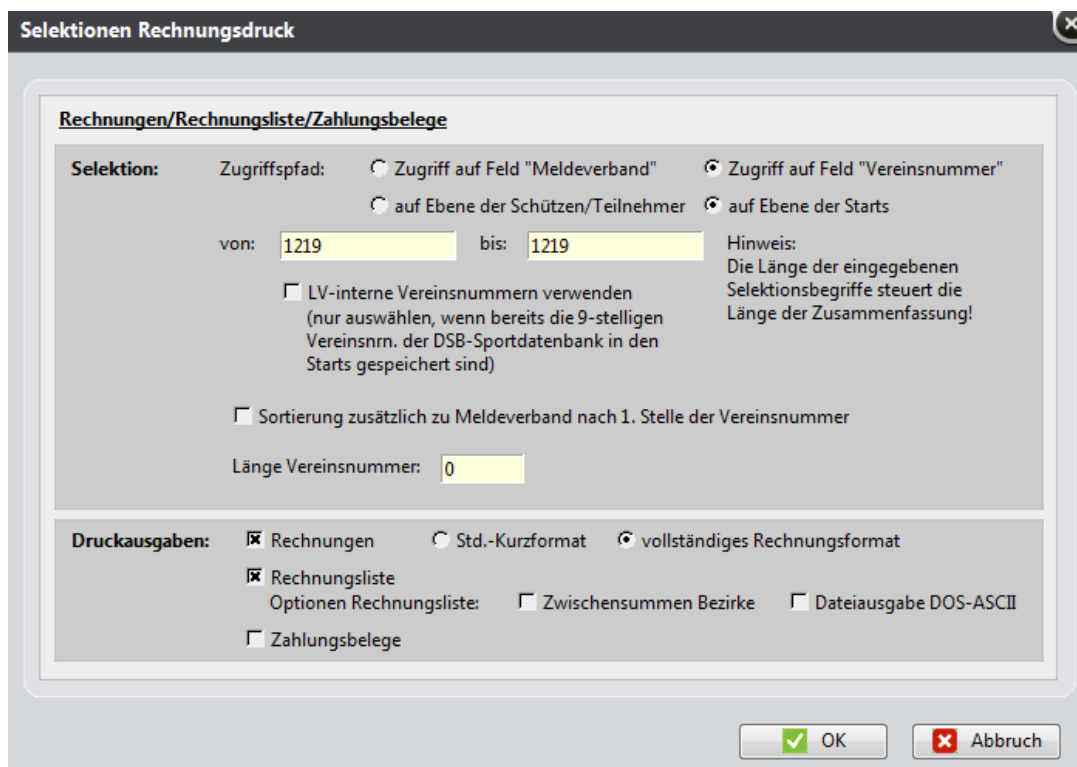 Selektionen Rechnungsdruck
Rechnungen/Rechnungsliste/Zahlungsbelege
Selektion: Zugriffspfad: Zugriff auf Feld "Meldeverband" Zugriff auf Feld "Vereinsnummer"
auf Ebene der Schützen/Teilnehmer auf Ebene der Starts
von: 1219 bis: 1219
Hinweis:
Die Länge der eingegebenen
Selektionsbegriffe steuert die
Länge der Zusammenfassung!
LV-interne Vereinsnummern verwenden
(nur auswählen, wenn bereits die 9-stelligen
Vereinsnrn. der DSB-Sportdatenbank in den
Starts gespeichert sind)
Sortierung zusätzlich zu Meldeverband nach 1. Stelle der Vereinsnummer
Länge Vereinsnummer: 0
Druckausgaben: Rechnungen Std.-Kurzformat vollständiges Rechnungsformat
Rechnungsliste
Optionen Rechnungsliste: Zwischensummen Bezirke Dateiausgabe DOS-ASCII
Zahlungsbelege
OK Abbruch